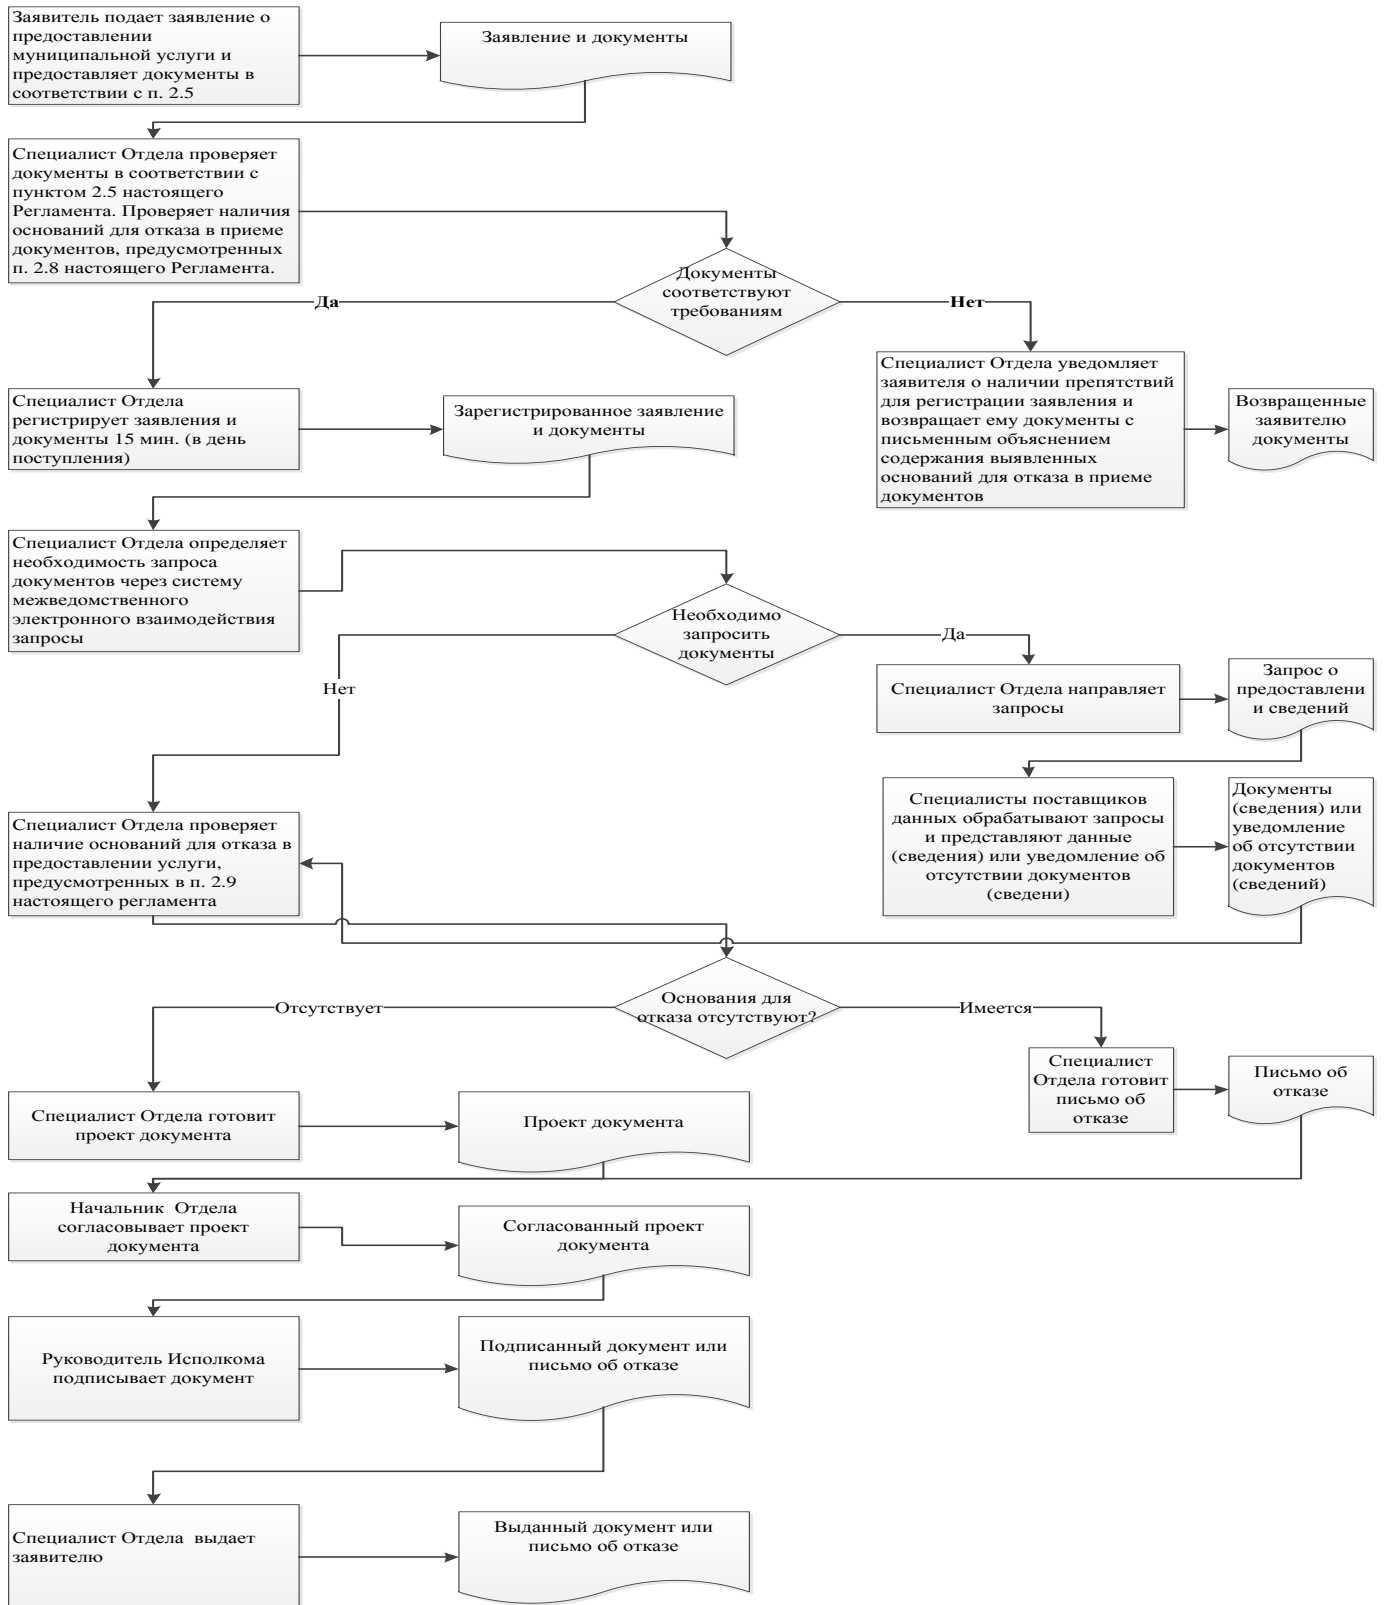 Заявитель подает заявление о
предоставлении
муниципальной услуги и
предоставляет документы в
соответствии с п. 2.5
Заявление и документы
Специалист Отдела проверяет
документы в соответствии с
пунктом 2.5 настоящего
Регламента. Проверяет наличия
оснований для отказа в приеме
документов, предусмотренных
п. 2.8 настоящего Регламента.
Документы
соответствуют
требованиям
Да
Нет
Специалист Отдела
регистрирует заявления и
документы 15 мин. (в день
поступления)
Зарегистрированное заявление
и документы
Специалист Отдела уведомляет
заявителя о наличии препятствий
для регистрации заявления и
возвращает ему документы с
письменным объяснением
содержания выявленных
оснований для отказа в приеме
документов
Возвращенные
заявителю
документы
Специалист Отдела определяет
необходимость запроса
документов через систему
межведомственного
электронного взаимодействия
запросы
Необходимо
запросить
документы
Да
Нет
Специалист Отдела направляет
запросы
Запрос о
предоставлени
и сведений
Специалисты поставщиков
данных обрабатывают запросы
и представляют данные
(сведения) или уведомление об
отсутствии документов
(сведени)
Документы
(сведения) или
уведомление
об отсутствии
документов
(сведений)
Специалист Отдела проверяет
наличие оснований для отказа в
предоставлении услуги,
предусмотренных в п. 2.9
настоящего регламента
Основания для
отказа отсутствуют?
Отсутствует
Имеется
Специалист
Отдела готовит
письмо об
отказе
Письмо об
отказе
Специалист Отдела готовит
проект документа
Проект документа
Начальник  Отдела
согласовывает проект
документа
Согласованный проект
документа
Руководитель Исполкома
подписывает документ
Подписанный документ или
письмо об отказе
Специалист Отдела  выдает
заявителю
Выданный документ или
письмо об отказе